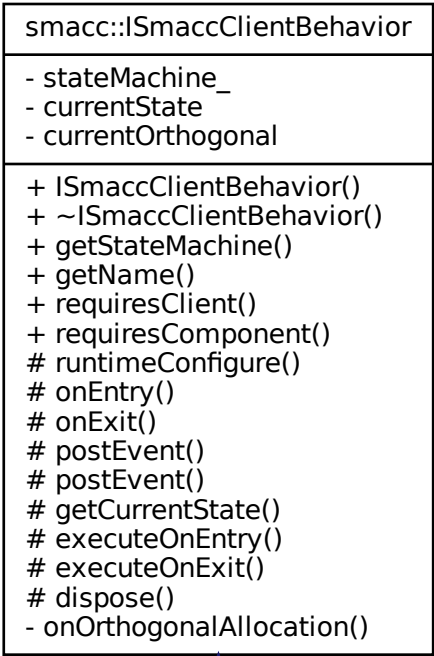 smacc::ISmaccClientBehavior
- stateMachine_
- currentState
- currentOrthogonal
+ ISmaccClientBehavior()
+ ~ISmaccClientBehavior()
+ getStateMachine()
+ getName()
+ requiresClient()
+ requiresComponent()
# runtimeConfigure()
# onEntry()
# onExit()
# postEvent()
# postEvent()
# getCurrentState()
# executeOnEntry()
# executeOnExit()
# dispose()
- onOrthogonalAllocation()